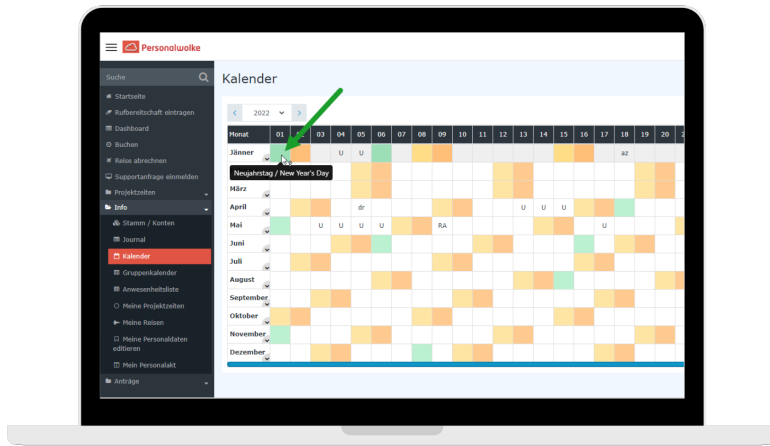 Personalwolke
Suche
Kalender
Startseite
Rufbereitschaft eintragen
Dashboard
Buchen
Reise abrechnen
Supportanfrage einmelden
Projektzeiten
Info
Stamm / Konten
Journal
Kalender
Gruppenkalender
Anwesenheitsliste
Meine Projektzeiten
Meine Reisen
Meine Personaldaten
editieren
Mein Personalakt
Anträge
2022
Monat 01 03 04 05 06 07 08 09 10 11 12 13 14 15 16 17 18 19 20
Jänner U U az
Neujahrstag / New Year's Day
März
April dr U U U
Mai U U U U RA U
Juni
Juli
August
September
Oktober
November
Dezember